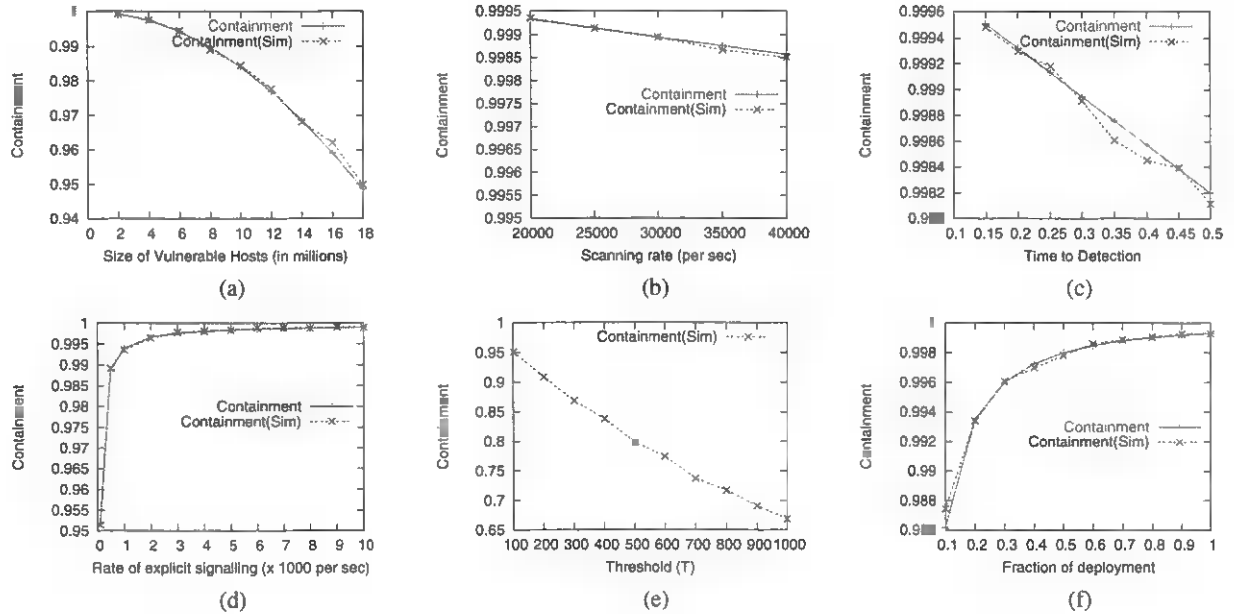 Containment
1
0.99
0.98
0.97
0.96
0.95
0.94
0 2 4 6 8 10 12 14 16 18
Size of Vulnerable Hosts (in millions)
Containment
Containment(Sim)
(a)
Containment
0.9995
0.999
0.9985
0.998
0.9975
0.997
0.9965
0.996
0.9955
0.995
20000 25000 30000 35000 40000
Scanning rate (per sec)
Containment
Containment(Sim)
(b)
Containment
0.9996
0.9994
0.9992
0.999
0.9988
0.9986
0.9984
0.9982
0.1 0.15 0.2 0.25 0.3 0.35 0.4 0.45 0.5
Time to Detection
Containment
Containment(Sim)
(c)
Containment
1
0.995
0.99
0.985
0.98
0.975
0.97
0.965
0.96
0.955
0.95
0 1 2 3 4 5 6 7 8 9 10
Rate of explicit signalling (x 1000 per sec)
Containment
Containment(Sim)
(d)
Containment
1
0.95
0.9
0.85
0.8
0.75
0.7
0.65
100 200 300 400 500 600 700 800 900 1000
Threshold (T)
Containment(Sim)
(e)
Containment
1
0.998
0.996
0.994
0.992
0.99
0.988
0.1 0.2 0.3 0.4 0.5 0.6 0.7 0.8 0.9 1
Fraction of deployment
Containment
Containment(Sim)
(f)